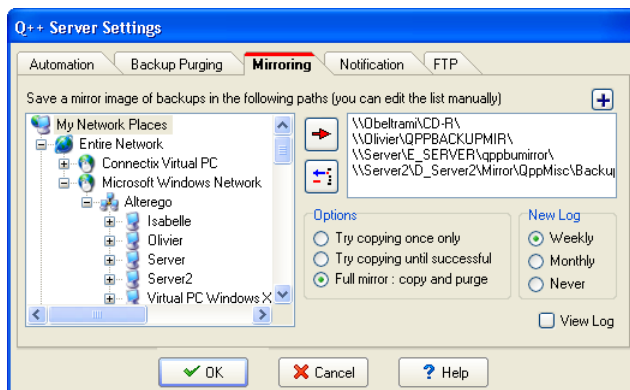 Q++ Server Settings
Automation Backup Purging Mirroring Notification FTP
Save a mirror image of backups in the following paths (you can edit the list manually)
My Network Places
Entire Network
Connectix Virtual PC
Microsoft Windows Network
Alterego
Isabelle
Olivier
Server
Server2
Virtual PC Windows X
\\Obeltrami\CD-R\
\\Olivier\QPPBACKUPMIR\
\\Server\E_SERVER\qppbumirror\
\\Server2\D_Server2\Mirror\QppMisc\Backup
Options
Try copying once only
Try copying until successful
Full mirror : copy and purge
New Log
Weekly
Monthly
Never
View Log
OK Cancel Help